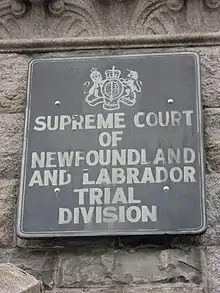 SUPREME COURT
OF
NEWFOUNDLAND
AND LABRADOR
TRIAL
DIVISION